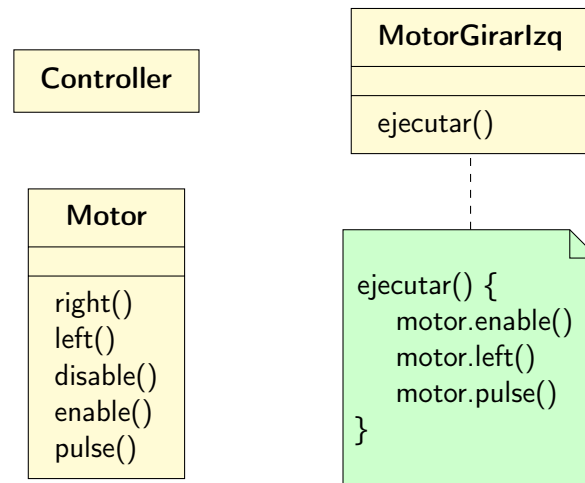 Controller
MotorGirarIzq
ejecutar()
Motor
right()
left()
disable()
enable()
pulse()
ejecutar() {
motor.enable()
motor.left()
motor.pulse()
}